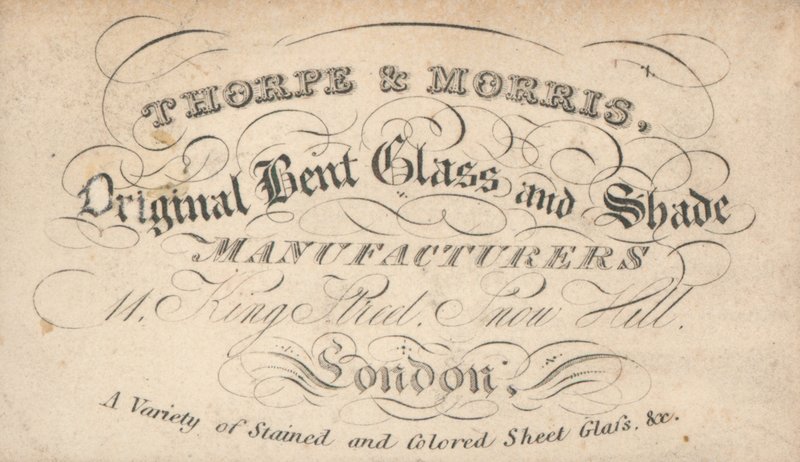 THORPE & MORRIS,
Original Bent Glass and Shade
MANUFACTURERS
11. King Street. Snow Hill.
London,
A Variety of Stained and Colored Sheet Glaſs. &c.